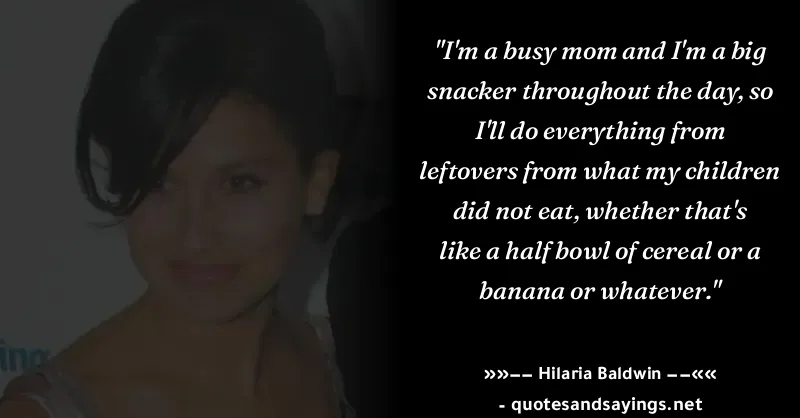 "I'm a busy mom and I'm a big
snacker throughout the day, so
I'll do everything from
leftovers from what my children
did not eat, whether that's
like a half bowl of cereal or a
banana or whatever."
»»-- Hilaria Baldwin --««
- quotesandsayings.net
ing